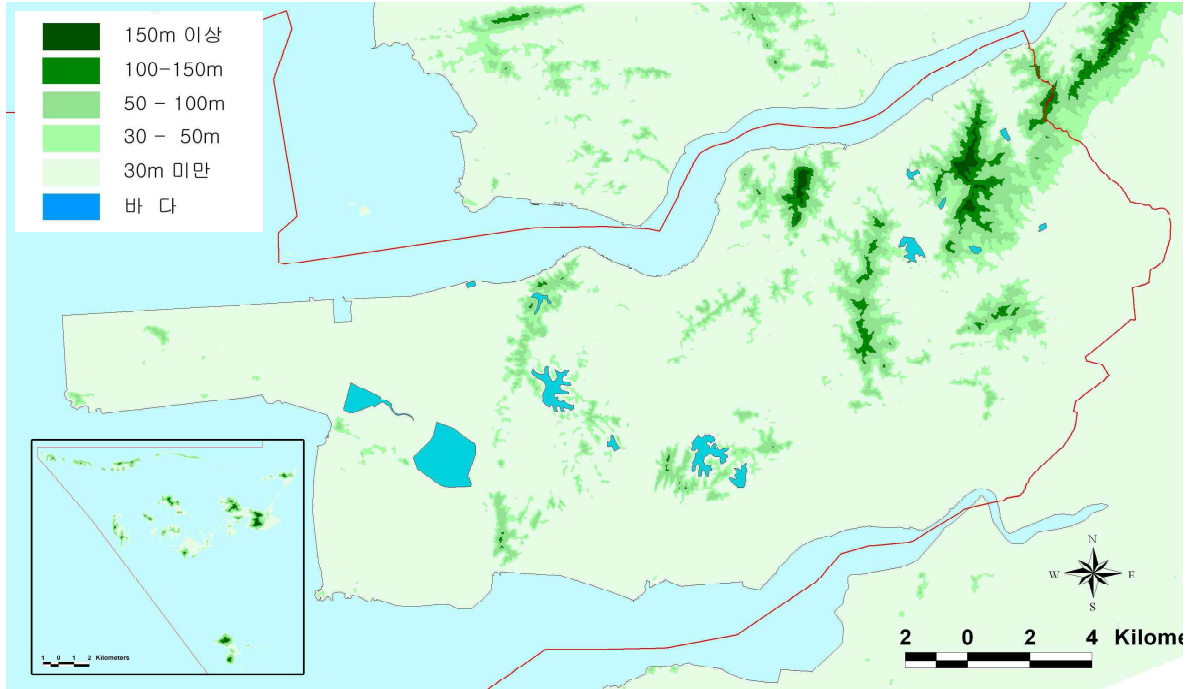 150m 이상
100-150m
50 - 100m
30 - 50m
30m 미만
바 다
N
W E
S
2 0 2 4 Kilome
1 0 1 2 Kilometers